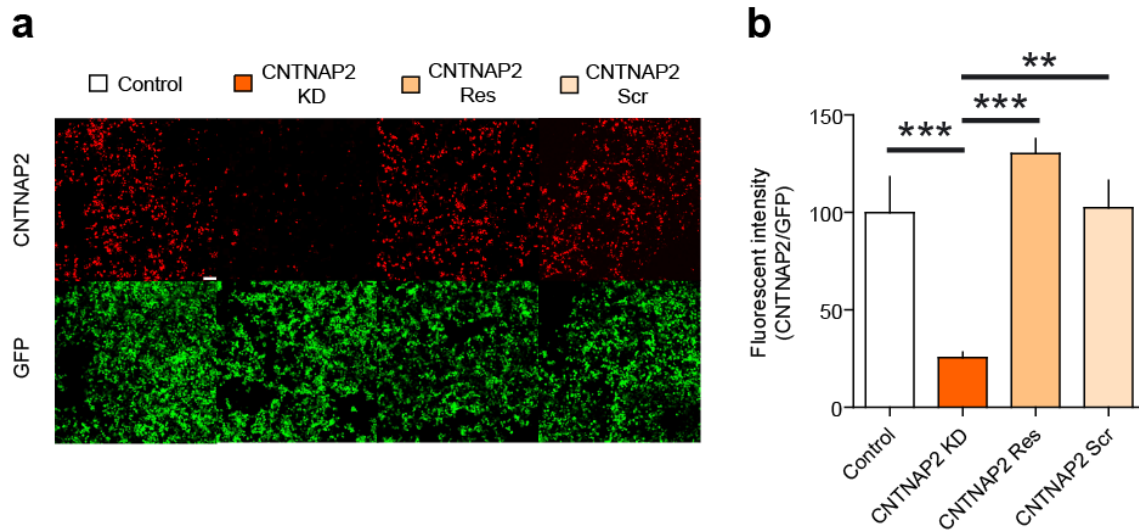 a
Control
CNTNAP2
KD
CNTNAP2
Res
CNTNAP2
Scr
CNTNAP2
GFP
b
**
***
***
Fluorescent intensity
(CNTNAP2/GFP)
150
100
50
0
Control
CNTNAP2 KD
CNTNAP2 Res
CNTNAP2 Scr